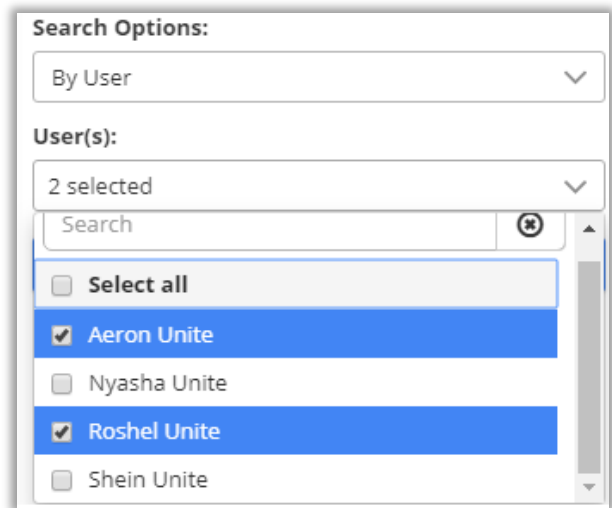 Search Options:
By User
User(s):
2 selected
Search
Select all
Aeron Unite
Nyasha Unite
Roshel Unite
Shein Unite